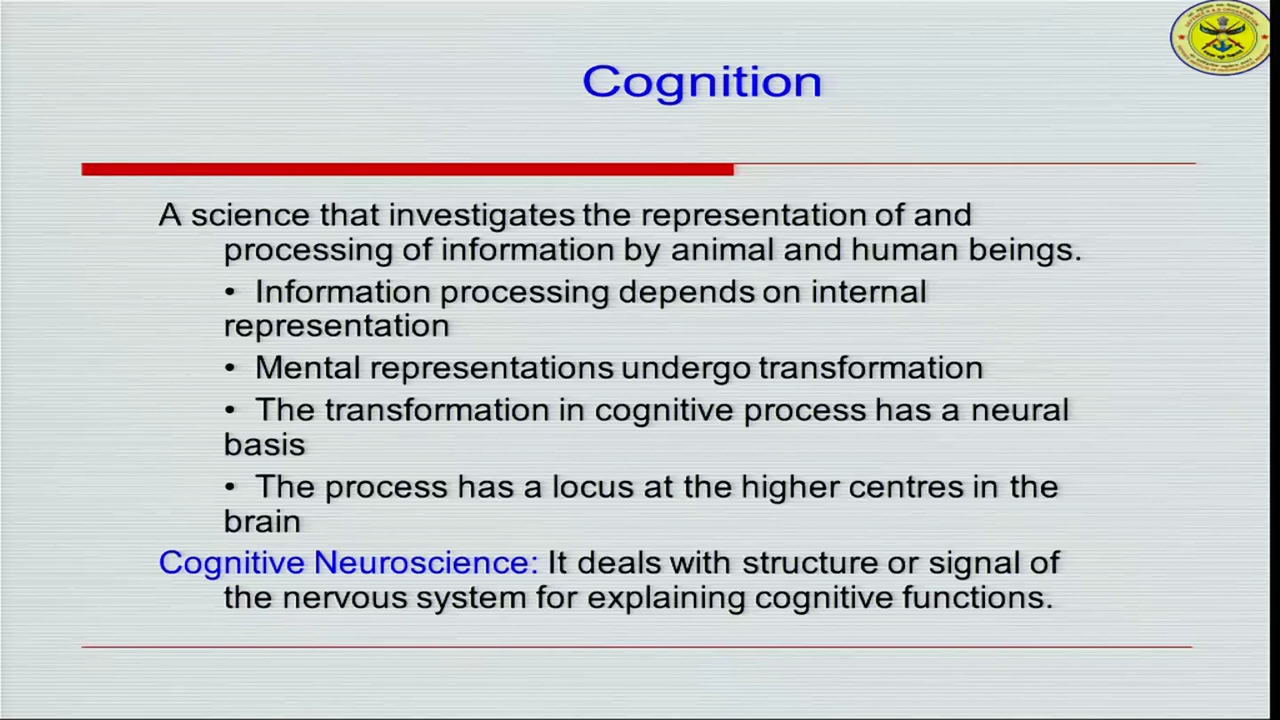 Cognition
A science that investigates the representation of and
processing of information by animal and human beings.
• Information processing depends on internal
representation
• Mental representations undergo transformation
• The transformation in cognitive process has a neural
basis
• The process has a locus at the higher centres in the
brain
Cognitive Neuroscience: It deals with structure or signal of
the nervous system for explaining cognitive functions.